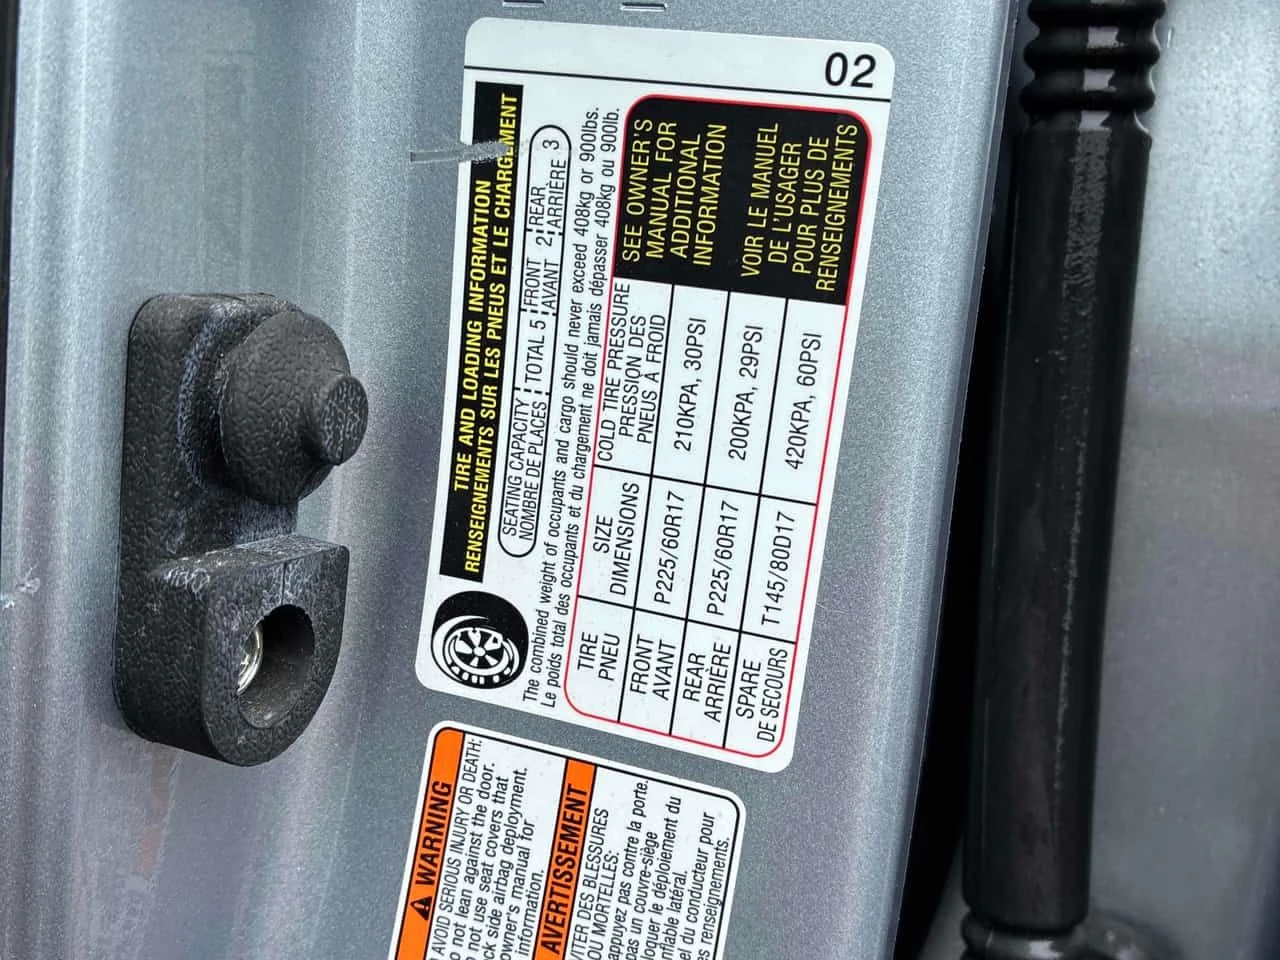 02
TIRE AND LOADING INFORMATION
RENSEIGNEMENTS SUR LES PNEUS ET LE CHARGEMENT
SEATING CAPACITY TOTAL 5 FRONT 2 REAR 3
NOMBRE DE PLACES AVANT ARRIÈRE
The combined weight of occupants and cargo should never exceed 408kg or 900lbs.
Le poids total des occupants et du chargement ne doit jamais dépasser 408kg ou 900lb.
TIRE SIZE COLD TIRE PRESSURE
PNEU DIMENSIONS PRESSION DES
PNEUS À FROID
FRONT P225/60R17 210KPA, 30PSI
AVANT
REAR P225/60R17 200KPA, 29PSI
ARRIÈRE
SPARE T145/80D17 420KPA, 60PSI
DE SECOURS
SEE OWNER'S
MANUAL FOR
ADDITIONAL
INFORMATION
VOIR LE MANUEL
DE L'USAGER
POUR PLUS DE
RENSEIGNEMENTS
WARNING
AVOID SERIOUS INJURY OR DEATH:
not lean against the door.
not use seat covers that
side airbag deployment.
owner's manual for
information.
AVERTISSEMENT
DES BLESSURES
OU MORTELLES:
appuyez pas contre la porte.
pas un couvre-siège
le déploiement du
latéral.
du conducteur pour
renseignements.